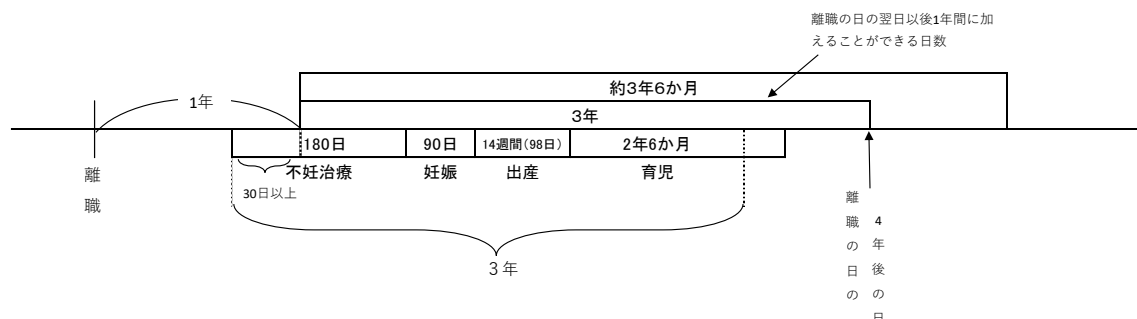 離職の日の翌日以後1年間に加
えることができる日数
約3年6か月
1年
3年
180日
90日
14週間(98日)
2年6か月
離職
不妊治療
妊娠
出産
育児
30日以上
3年
離職の日の
4年後の日